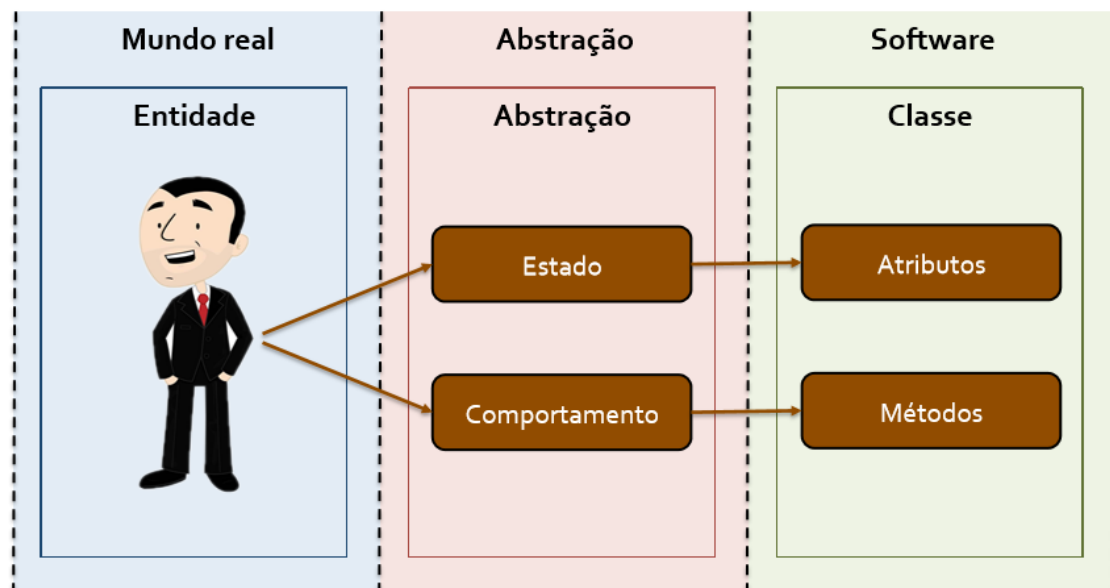 Mundo real
Abstração
Software
Entidade
Abstração
Classe
Estado
Atributos
Comportamento
Métodos